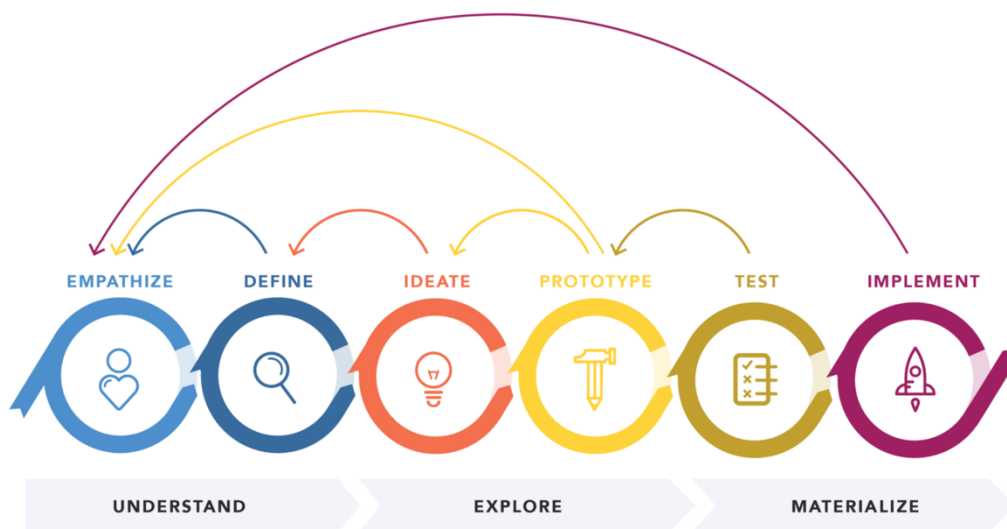 EMPATHIZE
DEFINE
IDEATE
PROTOTYPE
TEST
IMPLEMENT
UNDERSTAND
EXPLORE
MATERIALIZE